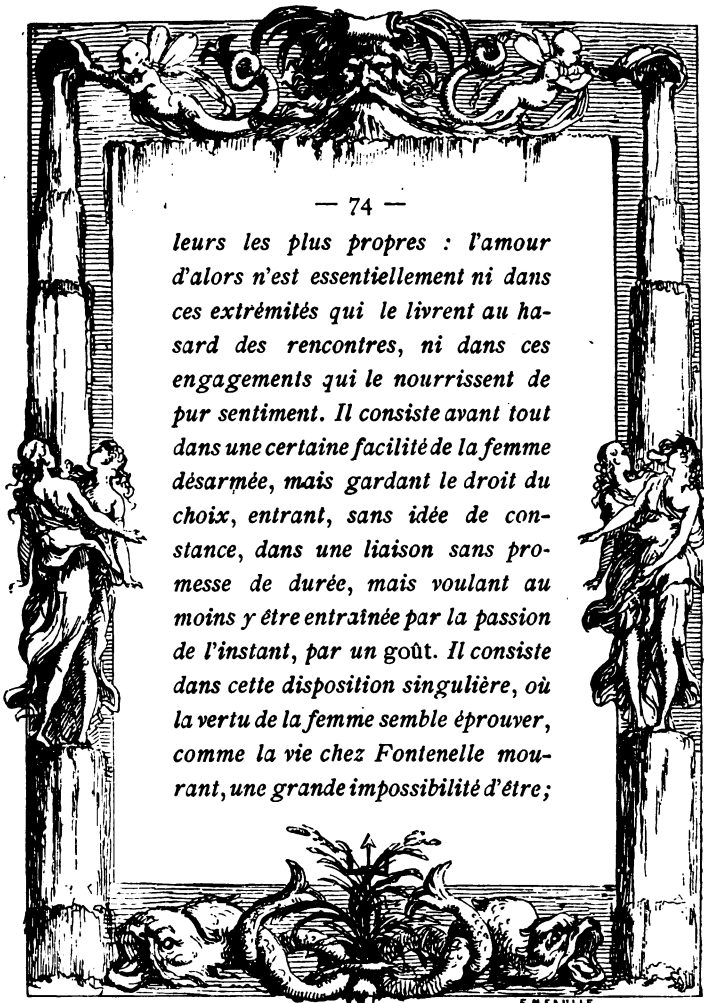 — 74 —
leurs les plus propres : l'amour
d'alors n'est essentiellement ni dans
ces extrémités qui le livrent au ha-
sard des rencontres, ni dans ces
engagements qui le nourrissent de
pur sentiment. Il consiste avant tout
dans une certaine facilité de la femme
désarmée, mais gardant le droit du
choix, entrant, sans idée de con-
stance, dans une liaison sans pro-
messe de durée, mais voulant au
moins y être entraînée par la passion
de l'instant, par un goût. Il consiste
dans cette disposition singulière, où
la vertu de la femme semble éprouver,
comme la vie chez Fontenelle mou-
rant, une grande impossibilité d'être;